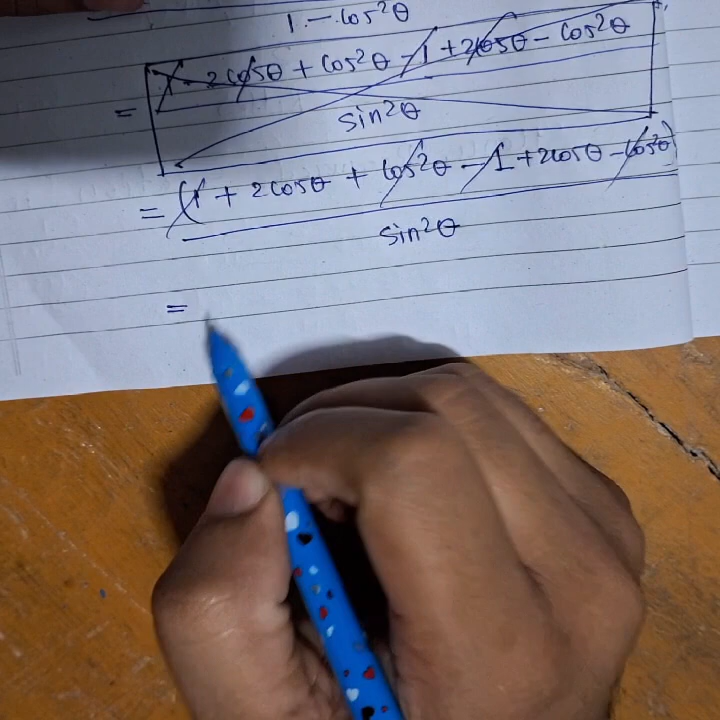 1 - cos²θ
= 1 - 2cosθ + cos²θ - 1 + 2cosθ - cos²θ
sin²θ
= (1 + 2cosθ + cos²θ - 1 + 2cosθ - cos²θ)
sin²θ
=